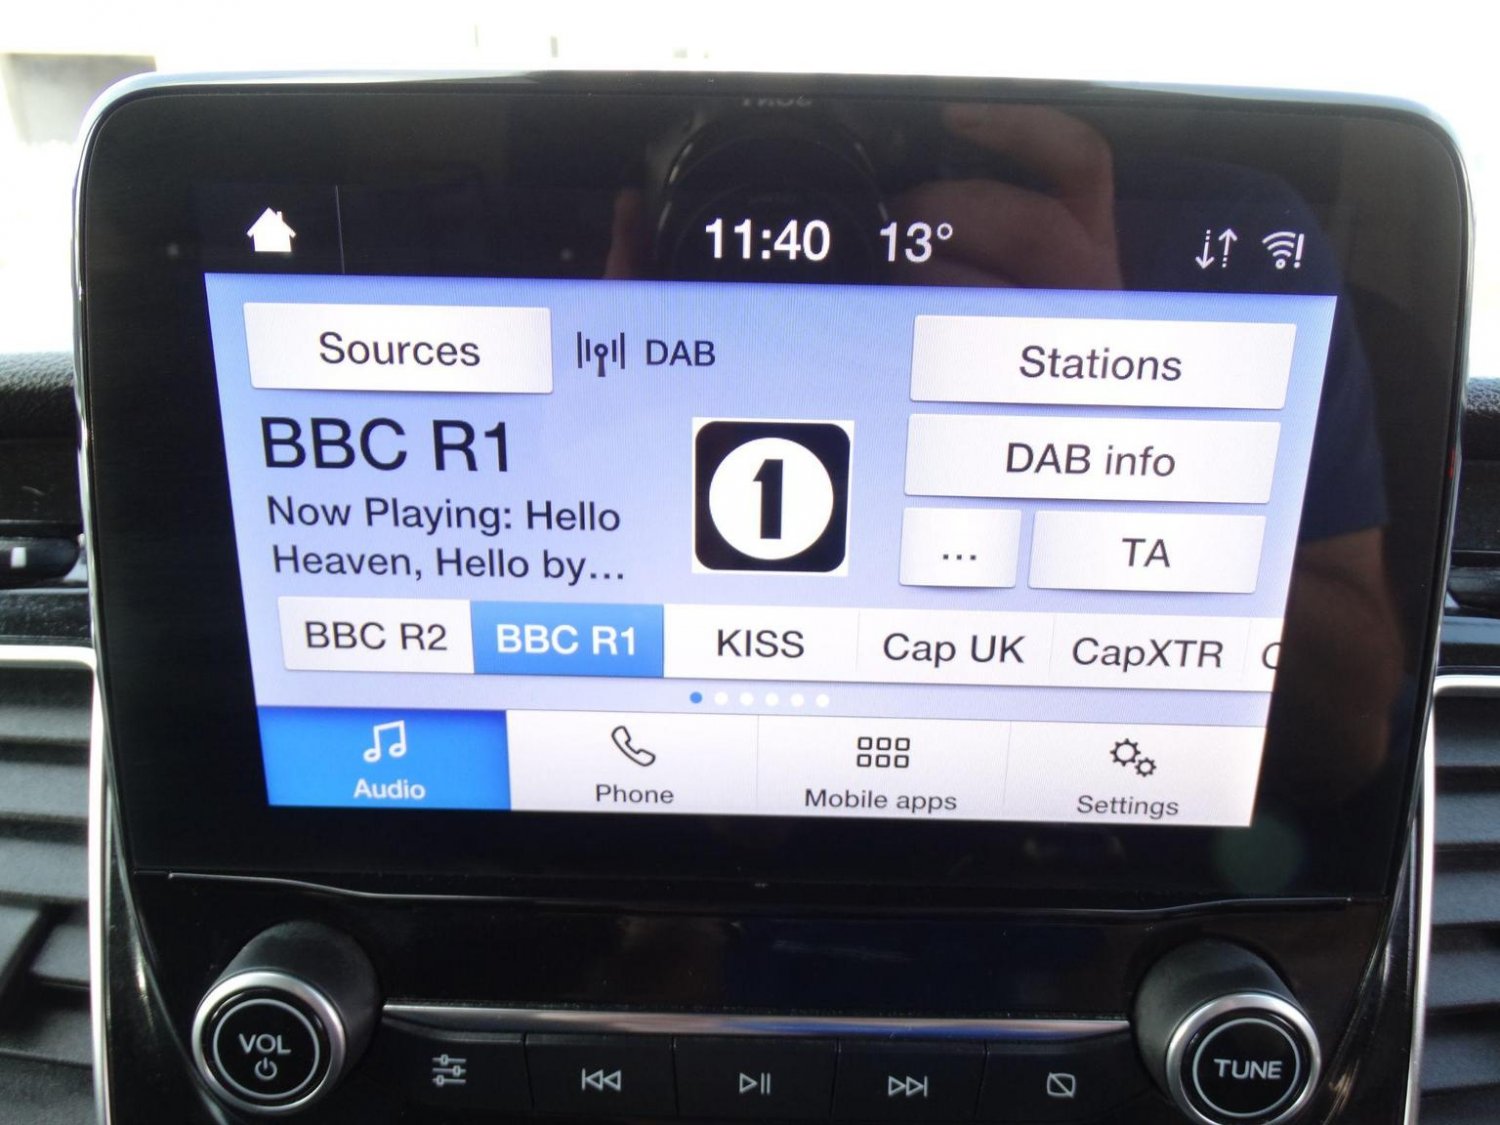 11:40 13°
Sources DAB Stations
BBC R1
1
DAB info
Now Playing: Hello
Heaven, Hello by...
... TA
BBC R2 BBC R1 KISS Cap UK CapXTR
Audio Phone Mobile apps Settings
VOL TUNE